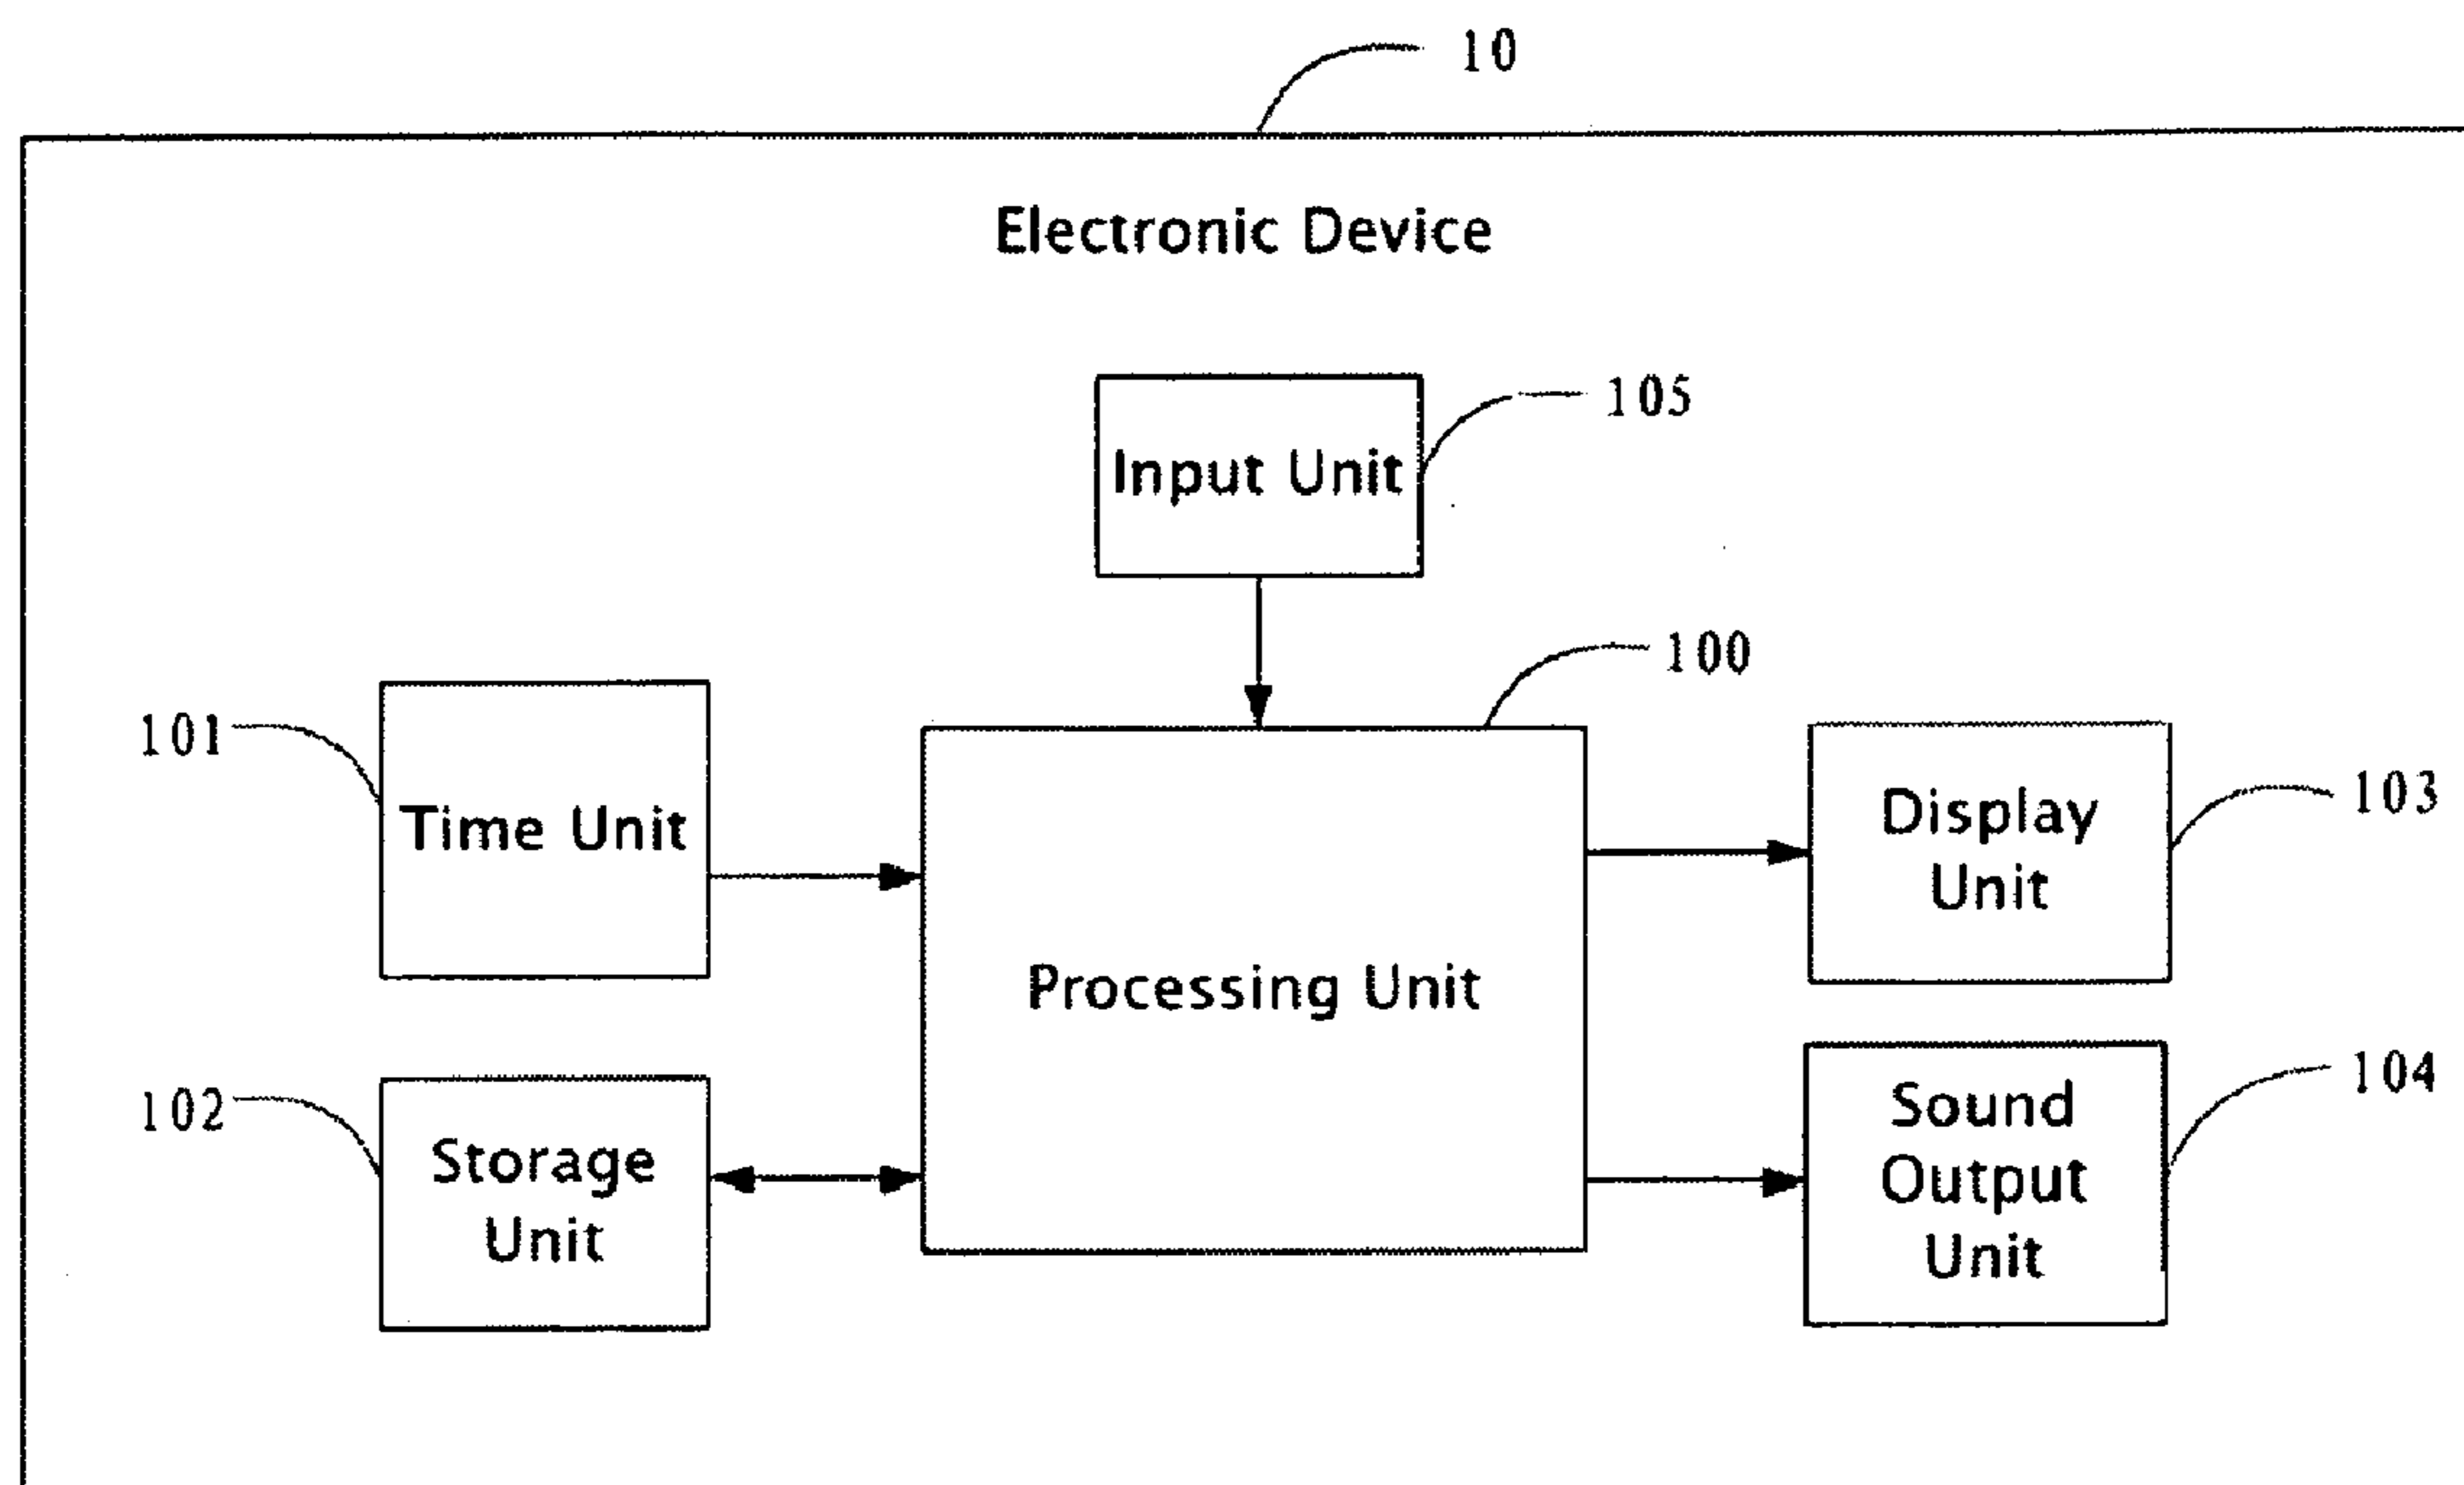 10
Electronic Device
Input Unit
105
100
101
Time Unit
Display
Unit
103
Processing Unit
102
Storage
Unit
Sound
Output
Unit
104